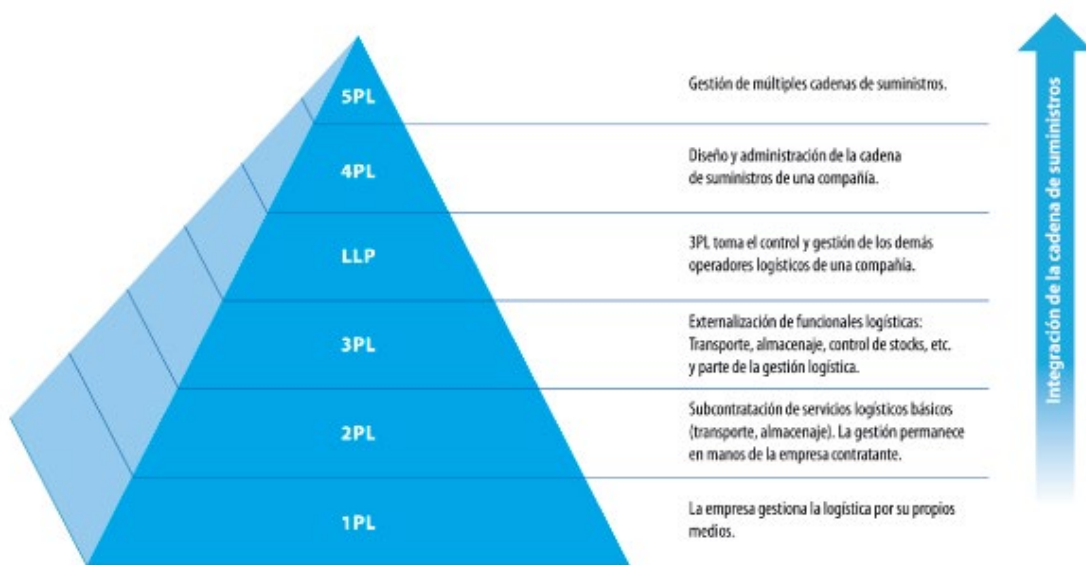 5PL
Gestión de múltiples cadenas de suministros.
4PL
Diseño y administración de la cadena
de suministros de una compañía.
LLP
3PL toma el control y gestión de los demás
operadores logísticos de una compañía.
3PL
Externalización de funcionales logísticas:
Transporte, almacenaje, control de stocks, etc.
y parte de la gestión logística.
2PL
Subcontratación de servicios logísticos básicos
(transporte, almacenaje). La gestión permanece
en manos de la empresa contratante.
1PL
La empresa gestiona la logística por su propios
medios.
Integración de la cadena de suministros